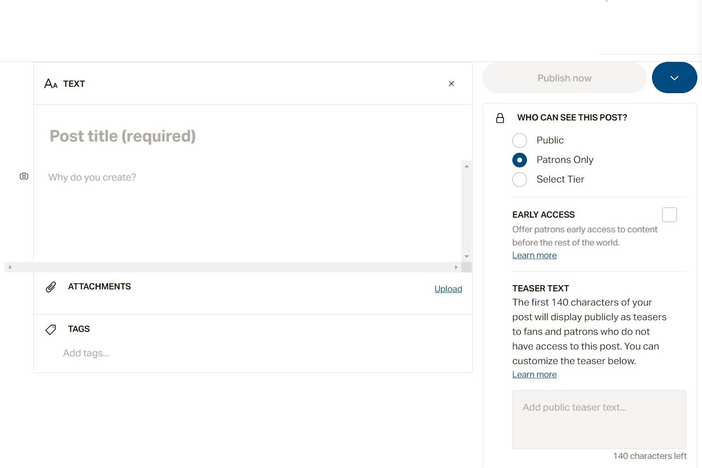 AA TEXT
Post title (required)
Why do you create?
ATTACHMENTS
Upload
TAGS
Add tags...
Publish now
WHO CAN SEE THIS POST?
Public
Patrons Only
Select Tier
EARLY ACCESS
Offer patrons early access to content
before the rest of the world.
Learn more
TEASER TEXT
The first 140 characters of your
post will display publicly as teasers
to fans and patrons who do not
have access to this post. You can
customize the teaser below.
Learn more
Add public teaser text...
140 characters left